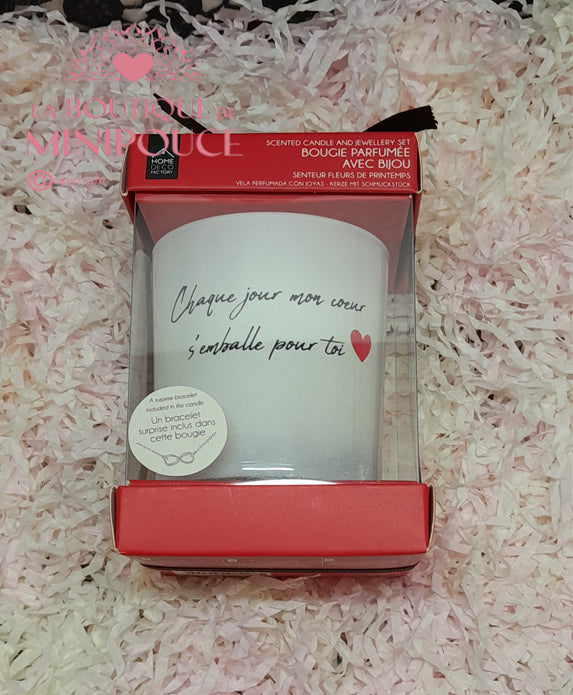 LA BOUTIQUE DE
MINIPOUCE
HOME
DECO
FACTORY
SCENTED CANDLE AND JEWELLERY SET
BOUGIE PARFUMÉE
AVEC BIJOU
SENTEUR FLEURS DE PRINTEMPS
VELA PERFUMADA CON JOYAS - KERZE MIT SCHMUCKSTÜCK
Chaque jour mon coeur
s'emballe pour toi
A surprise bracelet
included in this candle
Un bracelet
surprise inclus dans
cette bougie